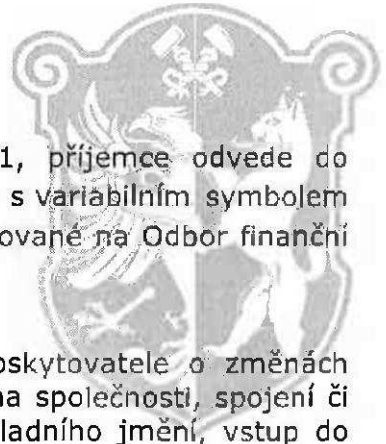 1, příjemce odvede do
s variabilním symbolem
ované na Odbor finanční
oskytovatele o změnách
na společnosti, spojení či
ladního jmění, vstup do